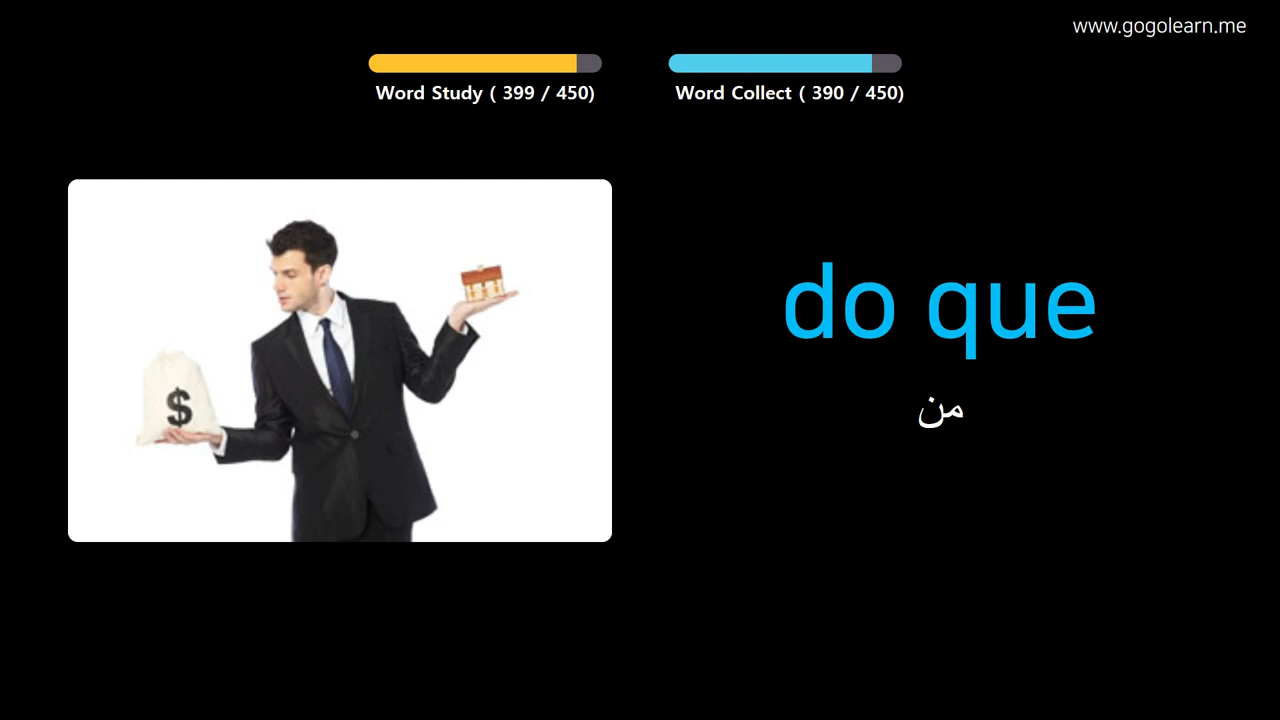 www.gogolearn.me
Word Study ( 399 / 450)
Word Collect ( 390 / 450)
$
do que
من